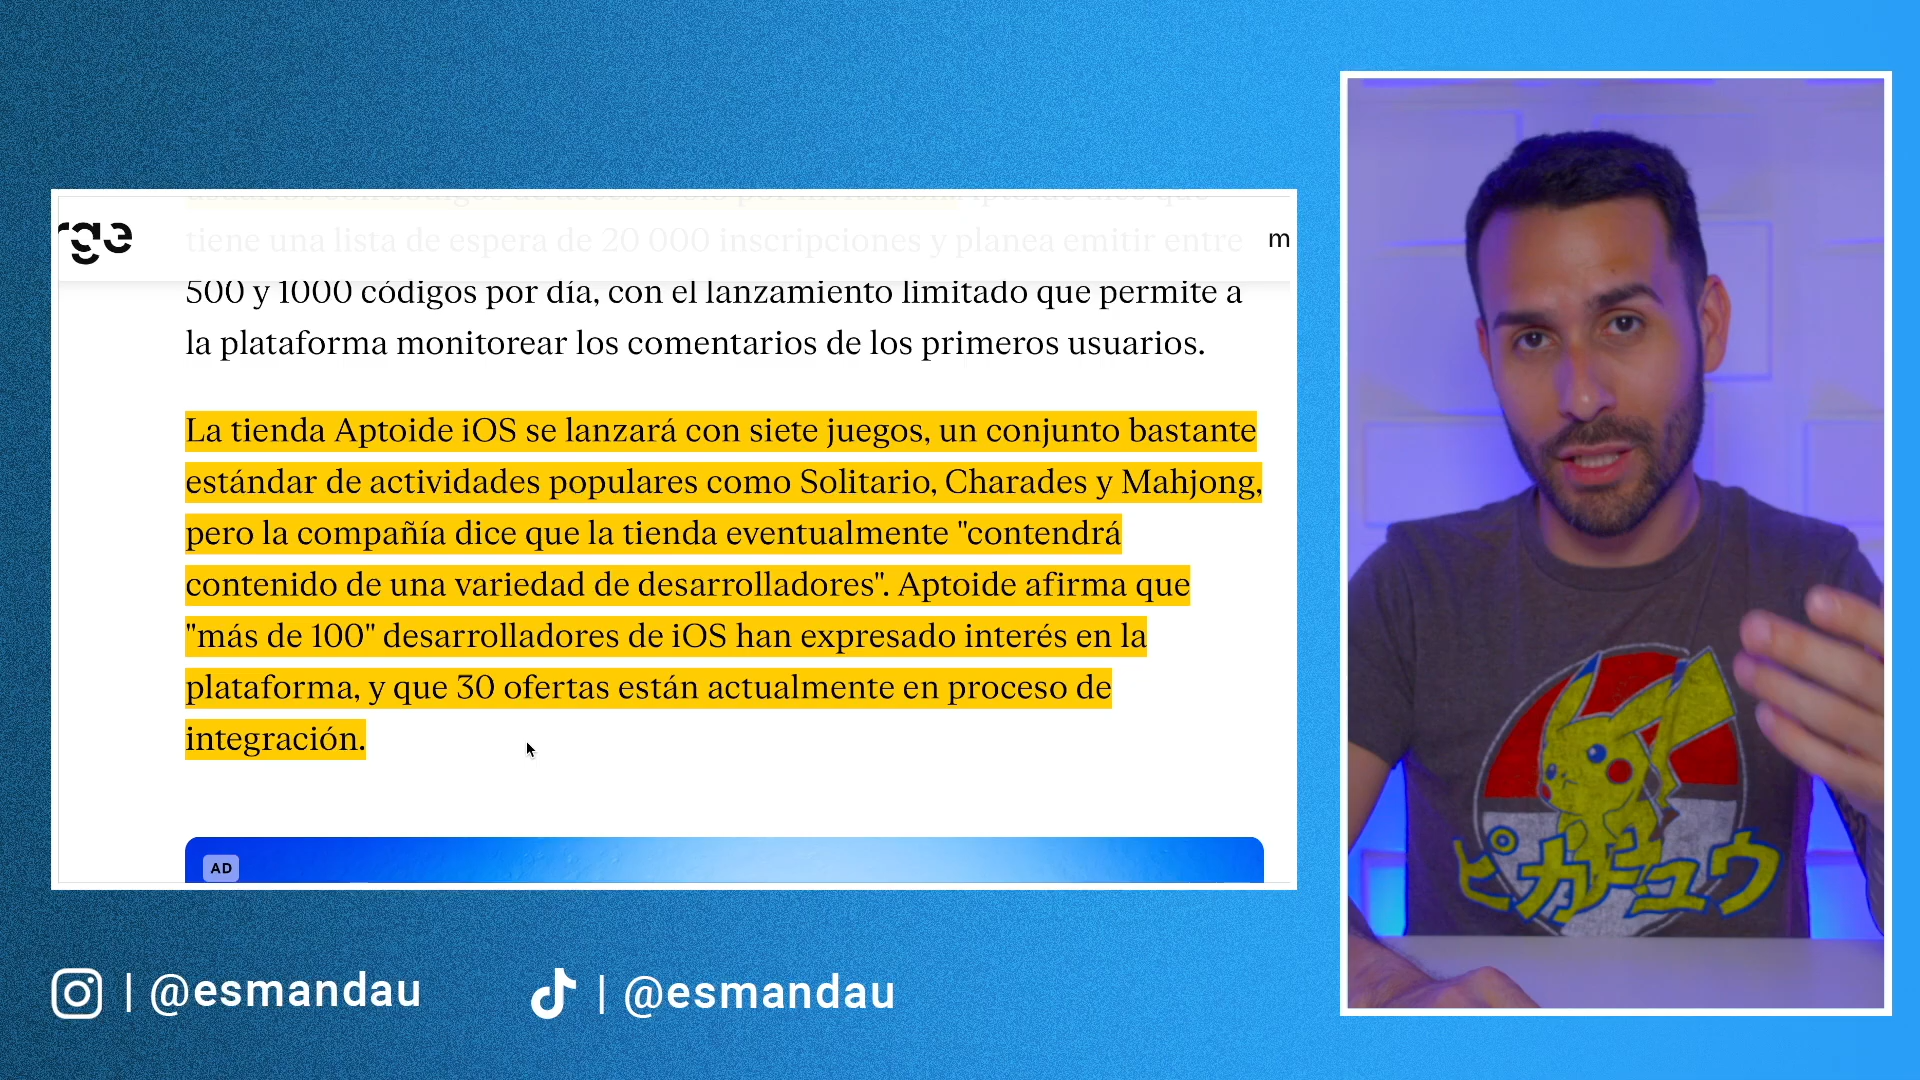 rge
m
tiene una lista de espera de 20 000 inscripciones y planea emitir entre
500 y 1000 códigos por día, con el lanzamiento limitado que permite a
la plataforma monitorear los comentarios de los primeros usuarios.
La tienda Aptoide iOS se lanzará con siete juegos, un conjunto bastante
estándar de actividades populares como Solitario, Charades y Mahjong,
pero la compañía dice que la tienda eventualmente "contendrá
contenido de una variedad de desarrolladores". Aptoide afirma que
"más de 100" desarrolladores de iOS han expresado interés en la
plataforma, y que 30 ofertas están actualmente en proceso de
integración.
AD
| @esmandau
| @esmandau
ピカチュウ